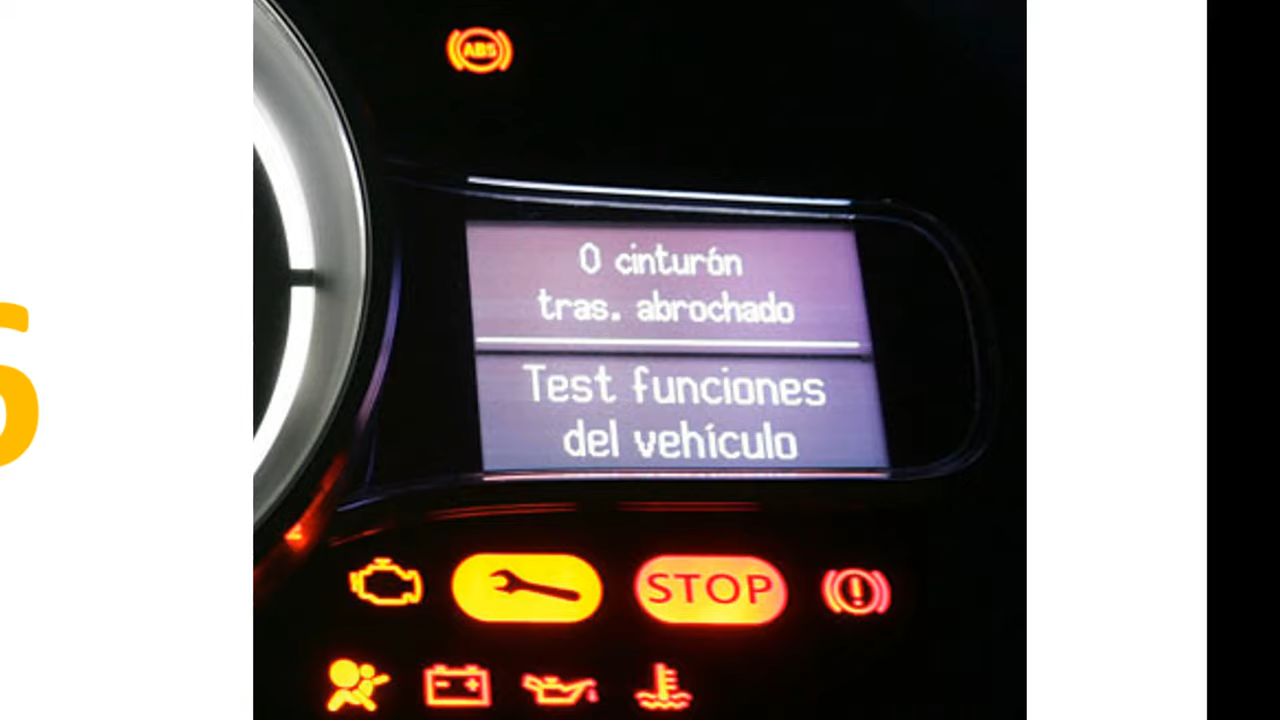 ABS
0 cinturón
tras. abrochado
Test funciones
del vehículo
STOP